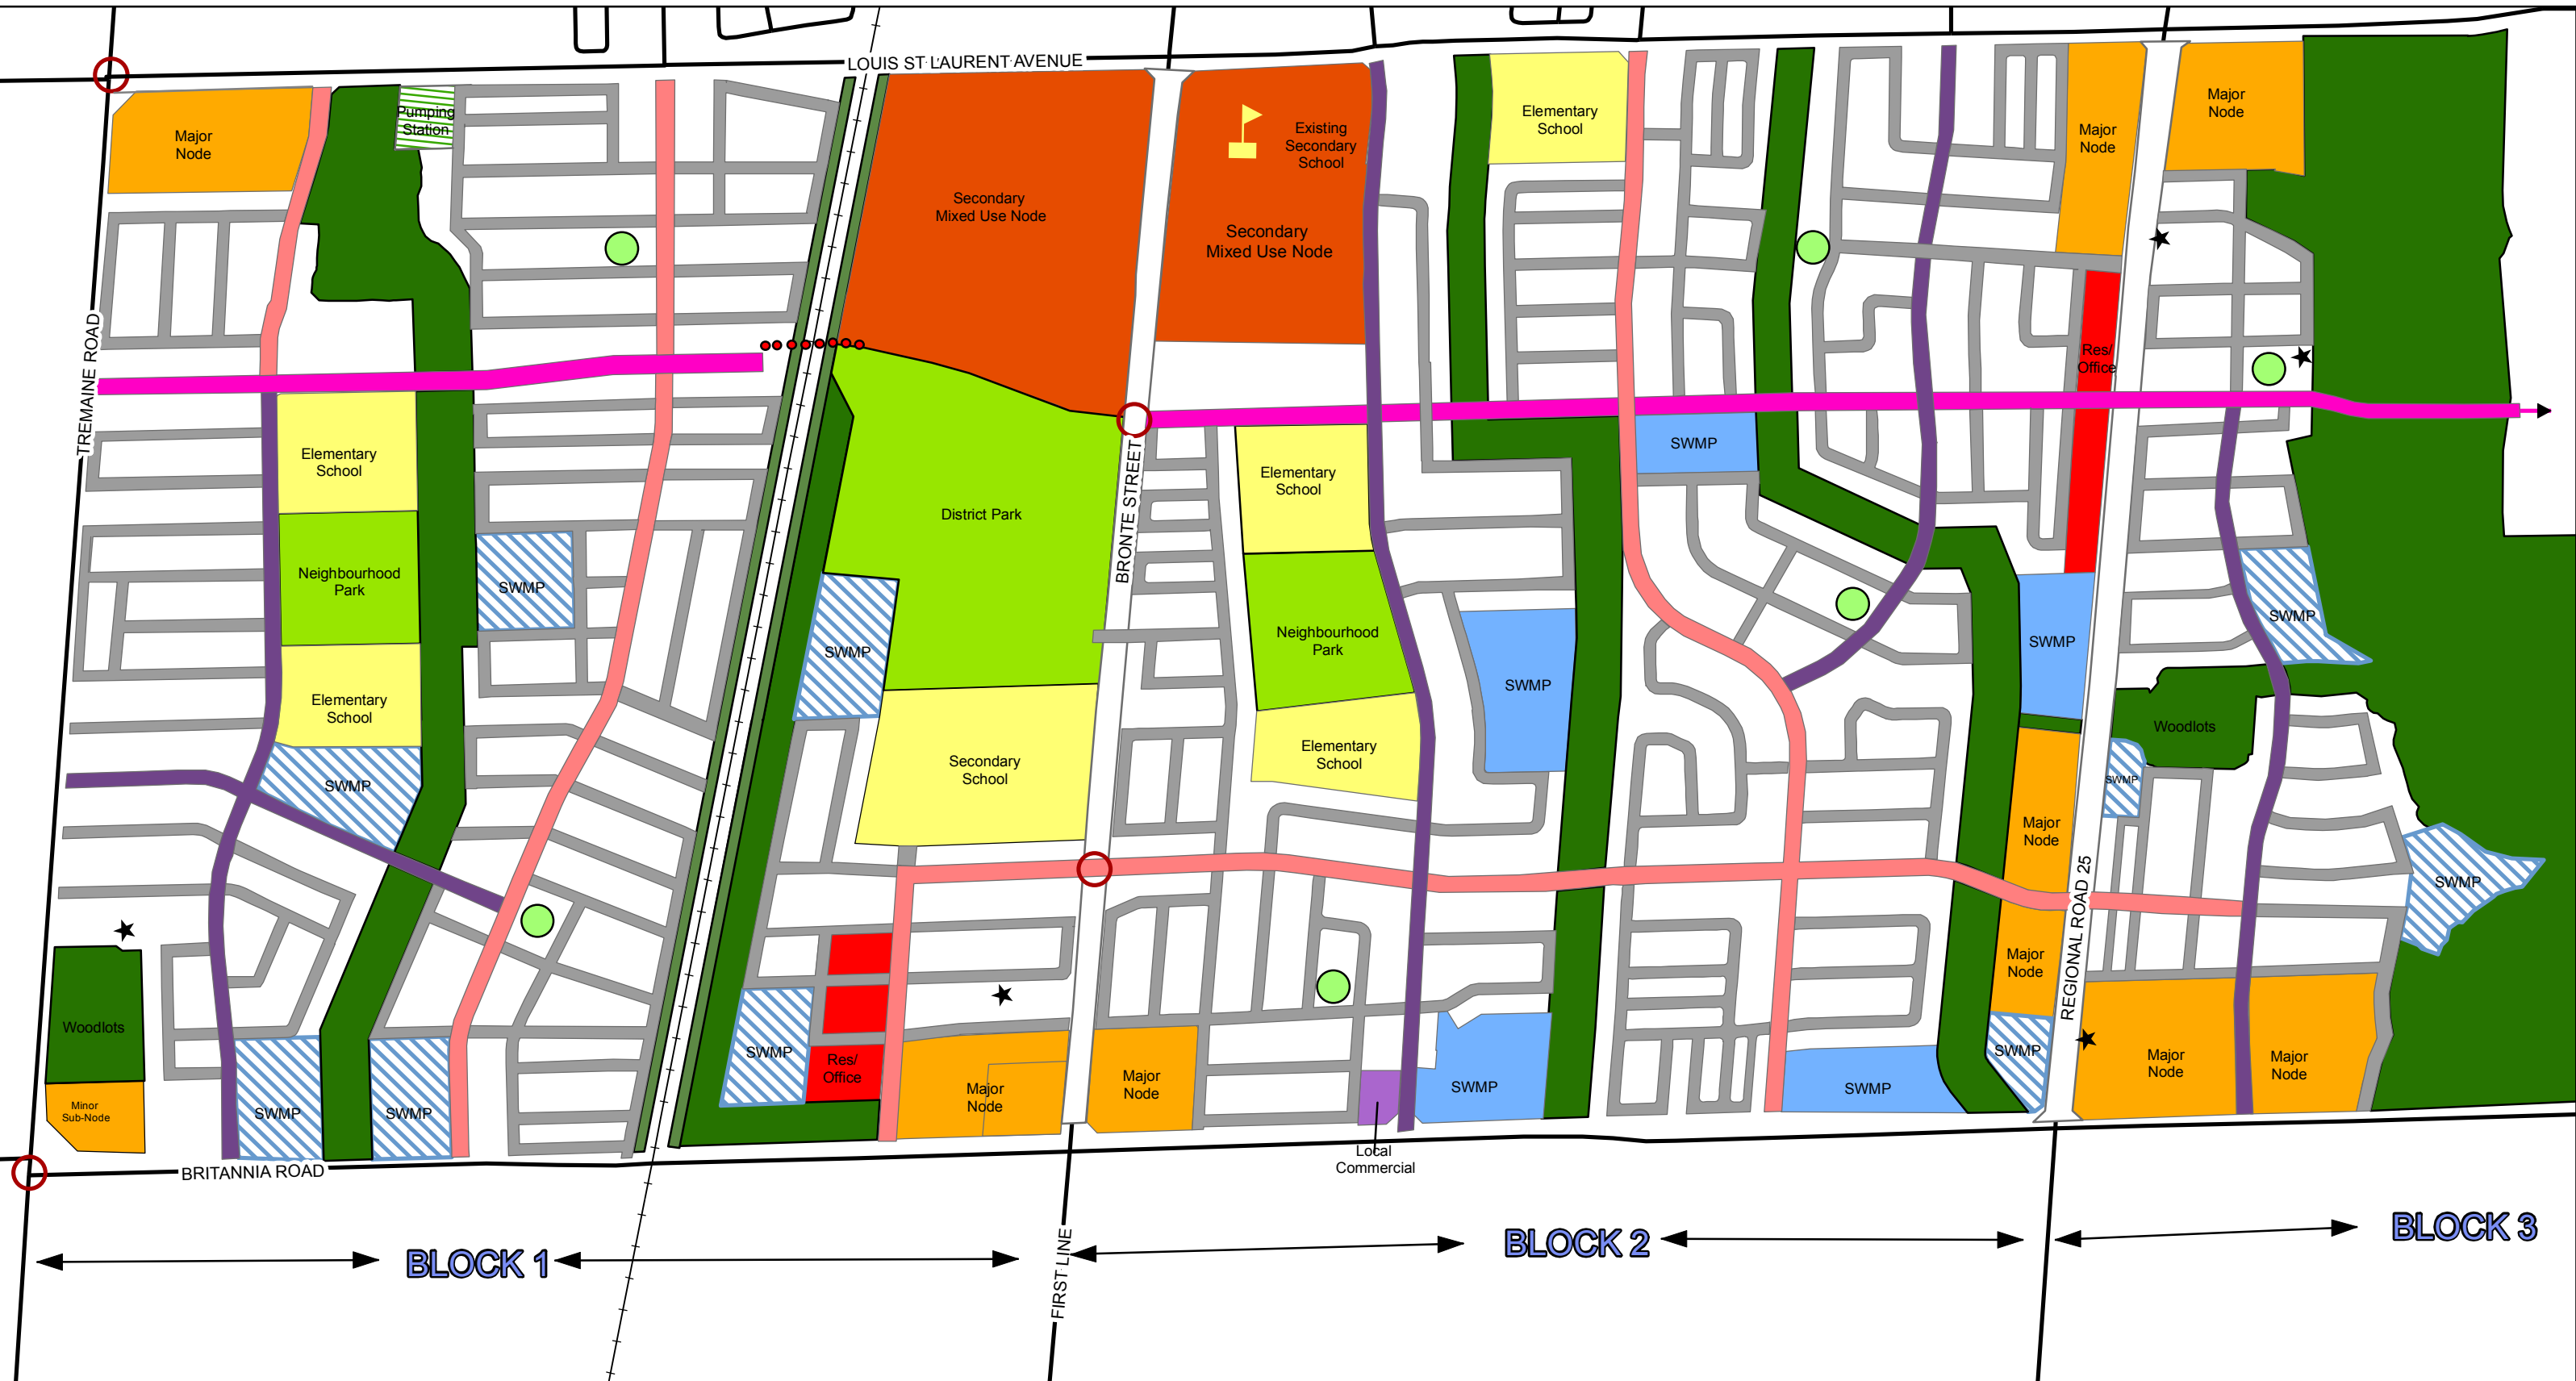 LOUIS ST LAURENT AVENUE
Major
Node
Pumping
Station
Secondary
Mixed Use Node
Existing
Secondary
School
Secondary
Mixed Use Node
Elementary
School
Major
Node
Major
Node
TREMAINE ROAD
Res/
Office
Elementary
School
District Park
BRONTE STREET
Elementary
School
SWMP
Neighbourhood
Park
SWMP
SWMP
Neighbourhood
Park
SWMP
SWMP
SWMP
Elementary
School
SWMP
Secondary
School
Elementary
School
Woodlots
SWMP
Major
Node
SWMP
SWMP
REGIONAL ROAD 25
Major
Node
Woodlots
SWMP
Res/
Office
Major
Node
Major
Node
SWMP
SWMP
SWMP
Major
Node
Major
Node
Minor
Sub-Node
SWMP
SWMP
Local
Commercial
BRITANNIA ROAD
FIRST LINE
BLOCK 1
BLOCK 2
BLOCK 3